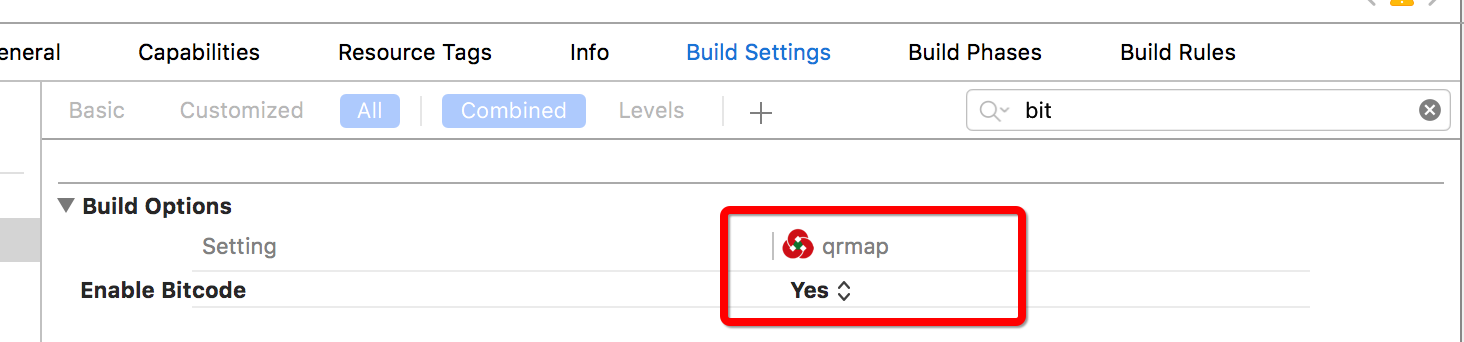 eneral Capabilities Resource Tags Info Build Settings Build Phases Build Rules
Basic Customized All Combined Levels + bit
Build Options
Setting qrmap
Enable Bitcode Yes